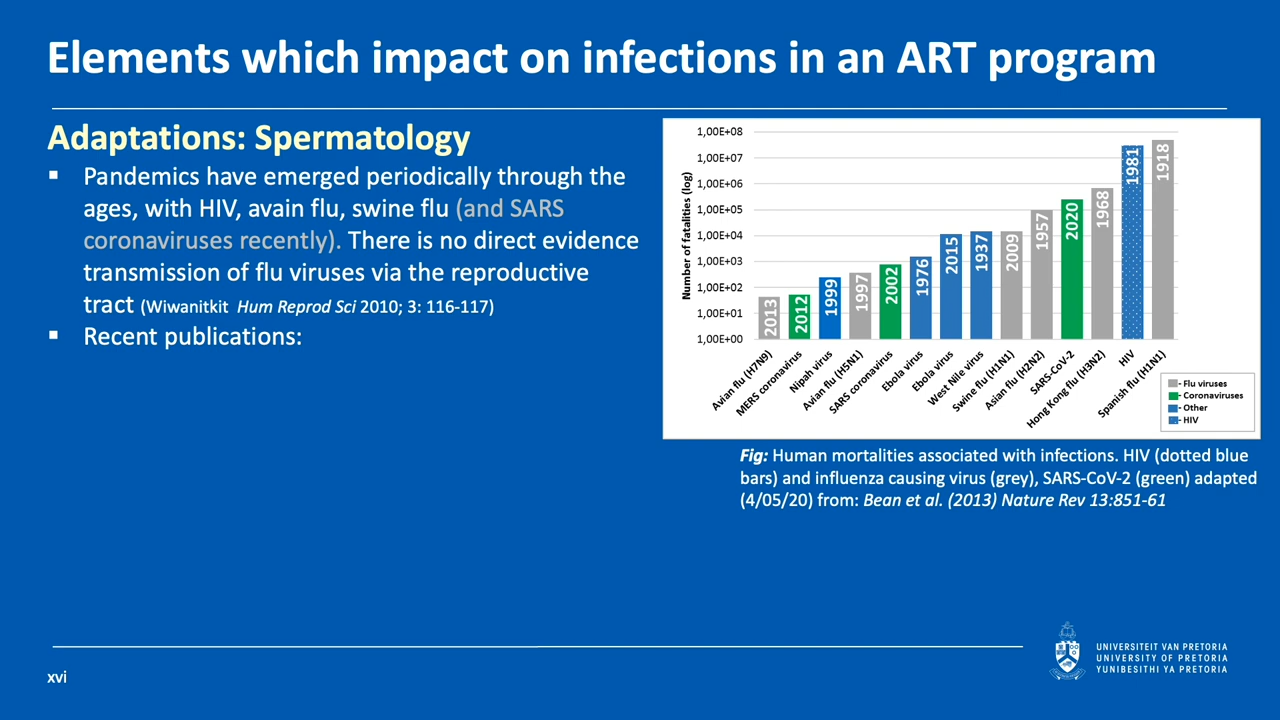 Elements which impact on infections in an ART program
Adaptations: Spermatology
▪ Pandemics have emerged periodically through the
ages, with HIV, avain flu, swine flu (and SARS
coronaviruses recently). There is no direct evidence
transmission of flu viruses via the reproductive
tract (Wiwanitkit Hum Reprod Sci 2010; 3: 116-117)
▪ Recent publications:
Number of fatalities (log)
1,00E+08
1,00E+07
1,00E+06
1,00E+05
1,00E+04
1,00E+03
1,00E+02
1,00E+01
1,00E+00
2013
2012
1999
1997
2002
1976
2015
1937
2009
1957
2020
1968
1981
1918
Avian flu (H7N9)
MERS coronavirus
Nipah virus
Avian flu (H5N1)
SARS coronavirus
Ebola virus
Ebola virus
West Nile virus
Swine flu (H1N1)
Asian flu (H2N2)
SARS-CoV-2
Hong Kong flu (H3N2)
HIV
Spanish flu (H1N1)
- Flu viruses
- Coronaviruses
- Other
- HIV
Fig: Human mortalities associated with infections. HIV (dotted blue
bars) and influenza causing virus (grey), SARS-CoV-2 (green) adapted
(4/05/20) from: Bean et al. (2013) Nature Rev 13:851-61
xvi
UNIVERSITEIT VAN PRETORIA
UNIVERSITY OF PRETORIA
YUNIBESITHI YA PRETORIA